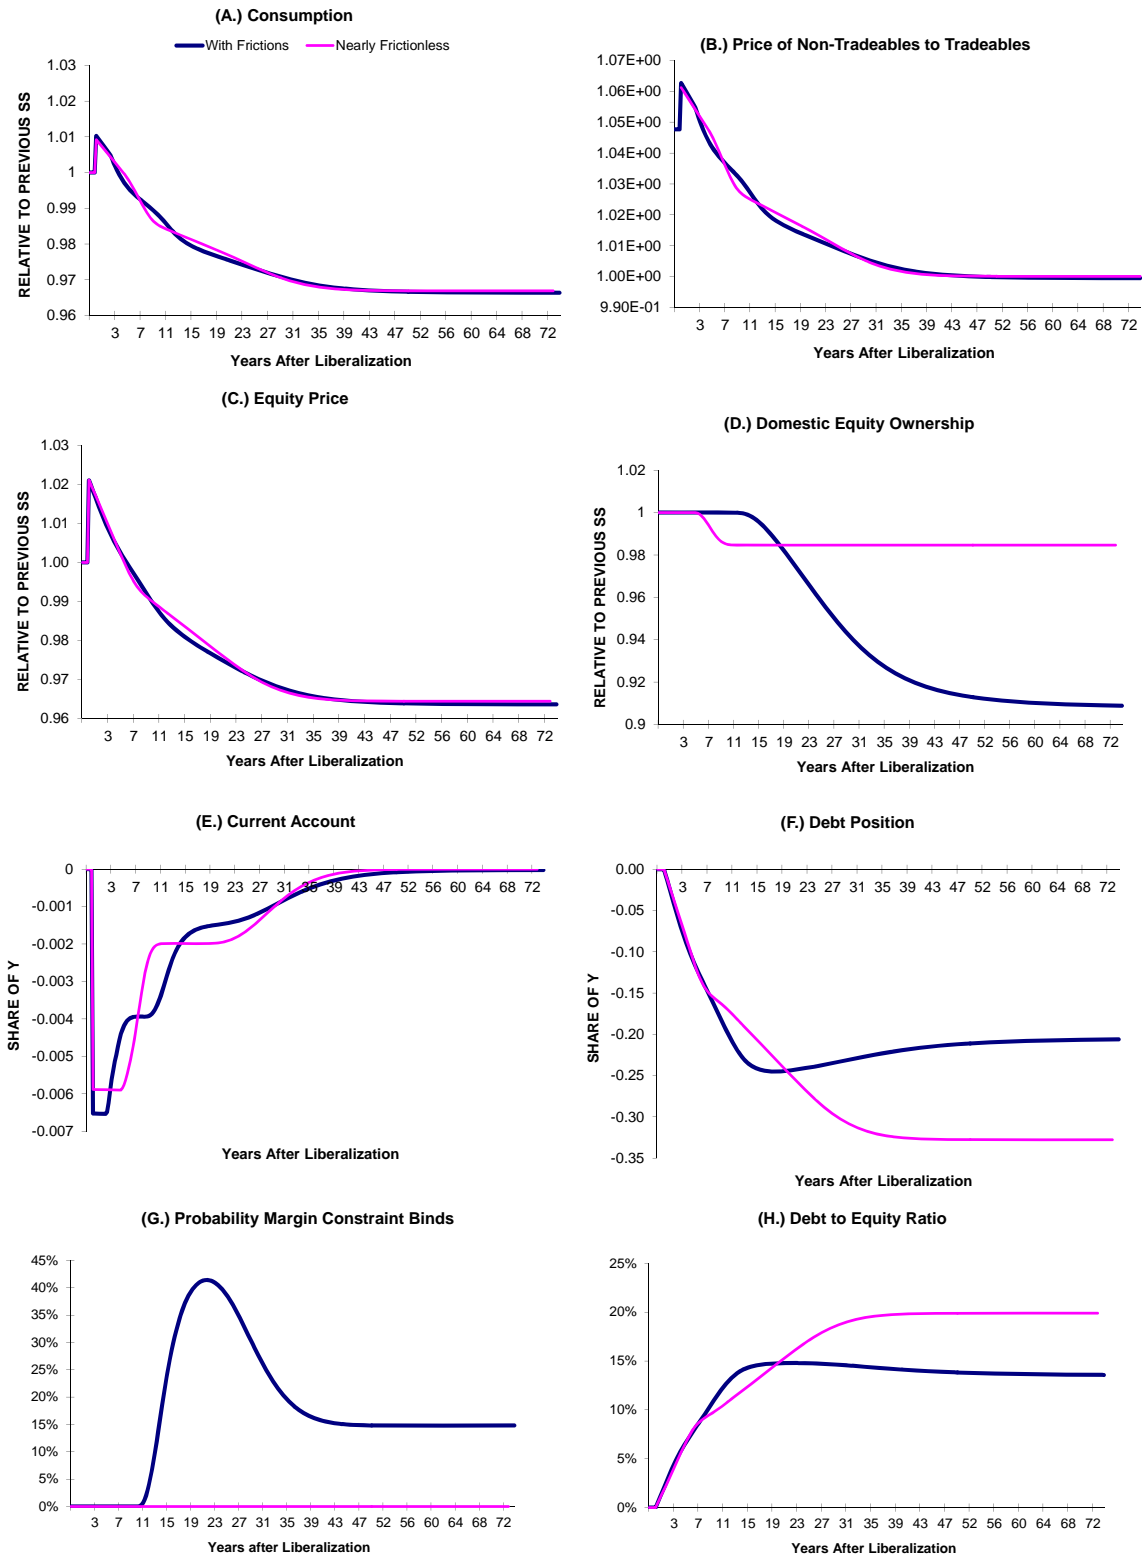 (A.) Consumption
With Frictions Nearly Frictionless
RELATIVE TO PREVIOUS SS
1.03
1.02
1.01
1
0.99
0.98
0.97
0.96
3 7 11 15 19 23 27 31 35 39 43 47 52 56 60 64 68 72
Years After Liberalization
(B.) Price of Non-Tradeables to Tradeables
1.07E+00
1.06E+00
1.05E+00
1.04E+00
1.03E+00
1.02E+00
1.01E+00
1.00E+00
9.90E-01
3 7 11 15 19 23 27 31 35 39 43 47 52 56 60 64 68 72
Years After Liberalization
(C.) Equity Price
RELATIVE TO PREVIOUS SS
1.03
1.02
1.01
1.00
0.99
0.98
0.97
0.96
3 7 11 15 19 23 27 31 35 39 43 47 52 56 60 64 68 72
Years After Liberalization
(D.) Domestic Equity Ownership
RELATIVE TO PREVIOUS SS
1.02
1
0.98
0.96
0.94
0.92
0.9
3 7 11 15 19 23 27 31 35 39 43 47 52 56 60 64 68 72
Years After Liberalization
(E.) Current Account
SHARE OF Y
0
3 7 11 15 19 23 27 31 35 39 43 47 52 56 60 64 68 72
-0.001
-0.002
-0.003
-0.004
-0.005
-0.006
-0.007
Years After Liberalization
(F.) Debt Position
SHARE OF Y
0.00
3 7 11 15 19 23 27 31 35 39 43 47 52 56 60 64 68 72
-0.05
-0.10
-0.15
-0.20
-0.25
-0.30
-0.35
Years After Liberalization
(G.) Probability Margin Constraint Binds
45%
40%
35%
30%
25%
20%
15%
10%
5%
0%
3 7 11 15 19 23 27 31 35 39 43 47 52 56 60 64 68 72
Years after Liberalization
(H.) Debt to Equity Ratio
25%
20%
15%
10%
5%
0%
3 7 11 15 19 23 27 31 35 39 43 47 52 56 60 64 68 72
Years After Liberalization